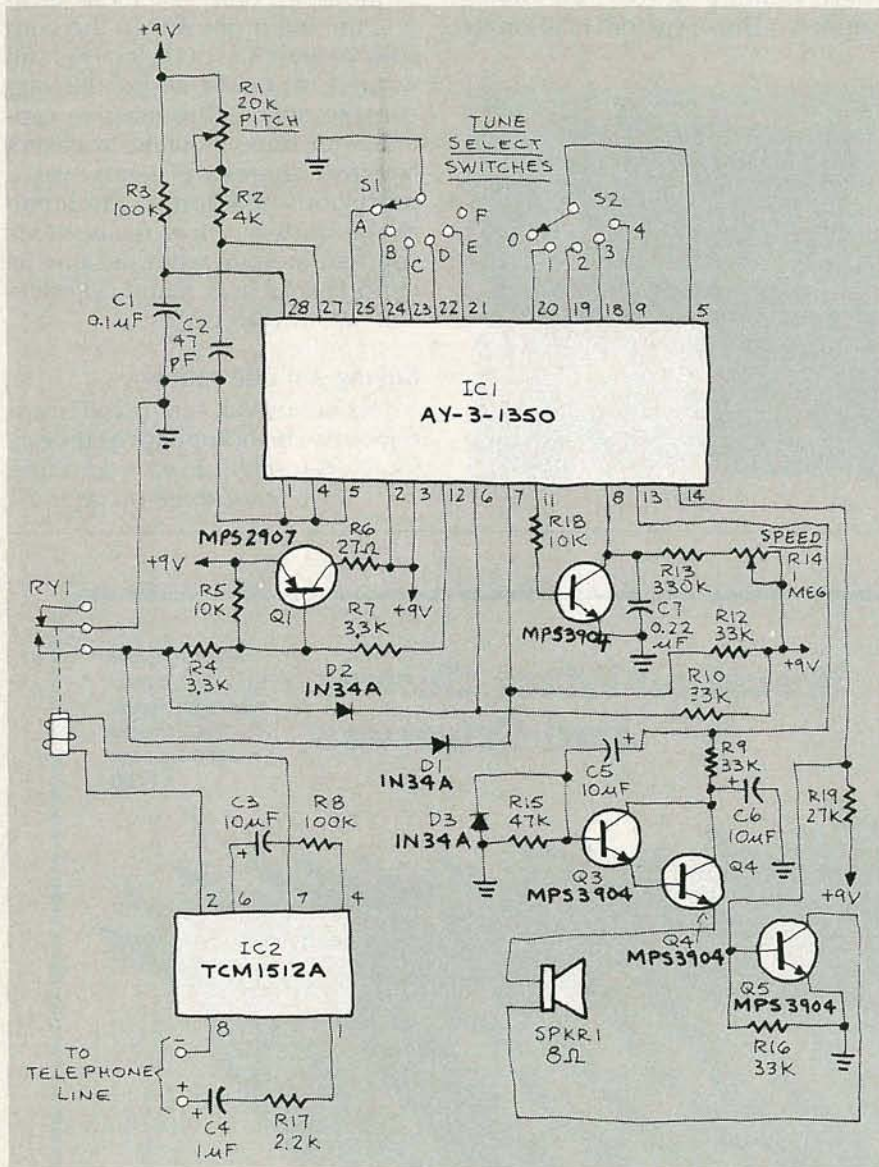 +9V
R1
20K
PITCH
R3
100K
R2
4K
TUNE
SELECT
SWITCHES
S1
A
B
C
D
E
F
S2
0
1
2
3
4
C1
0.1µF
C2
47
pF
28 27 25 24 23 22 21 20 19 18 9 5
IC1
AY-3-1350
1 4 5 2 3 12 6 7 11 8 13 14
MPS2907
R6
27Ω
+9V
R5
10K
Q1
+9V
R7
3.3K
R18
10K
MPS3904
SPEED
R13
330K
R14
1
MEG
C7
0.22
µF
R12
33K
+9V
RY1
R4
3.3K
D2
1N34A
R10
33K
D1
1N34A
C5
10µF
+
R9
33K
+
C6
10µF
R19
27K
+9V
D3
1N34A
R15
47K
Q3
MPS3904
Q4
Q4
MPS3904
Q5
MPS3904
R16
33K
SPKR1
8Ω
C3
10µF
+
R8
100K
2 6 7 4
IC2
TCM1512A
8 1
TO
TELEPHONE
LINE
-
+
+
C4
1µF
R17
2.2K